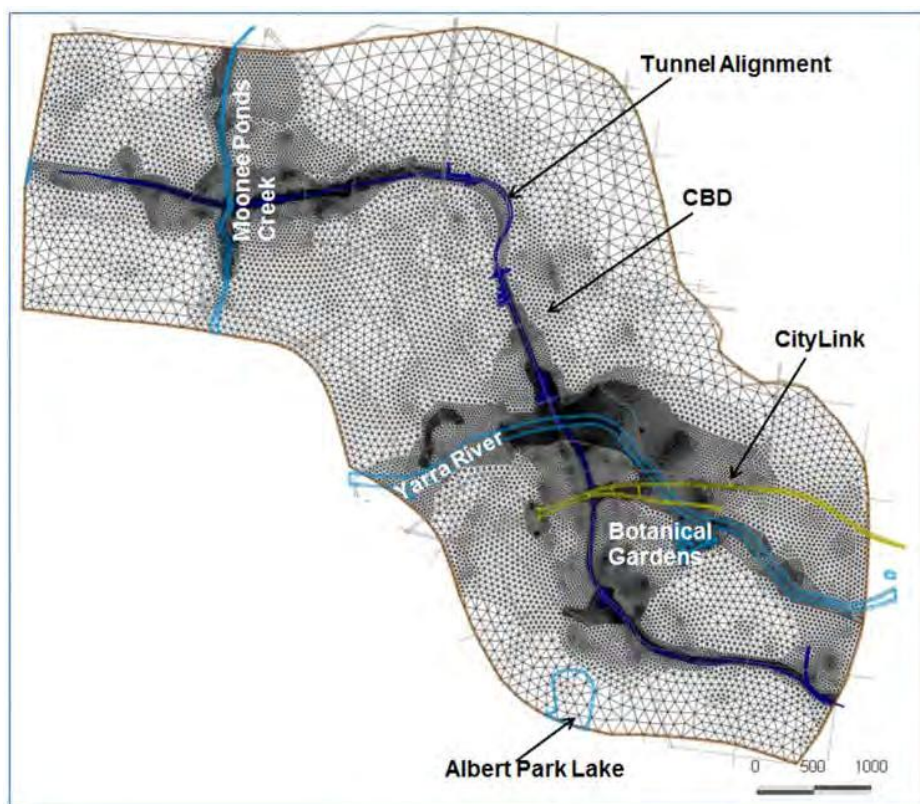 Tunnel Alignment
Moonee Ponds
Creek
CBD
CityLink
Yarra River
Botanical
Gardens
Albert Park Lake
0 500 1000